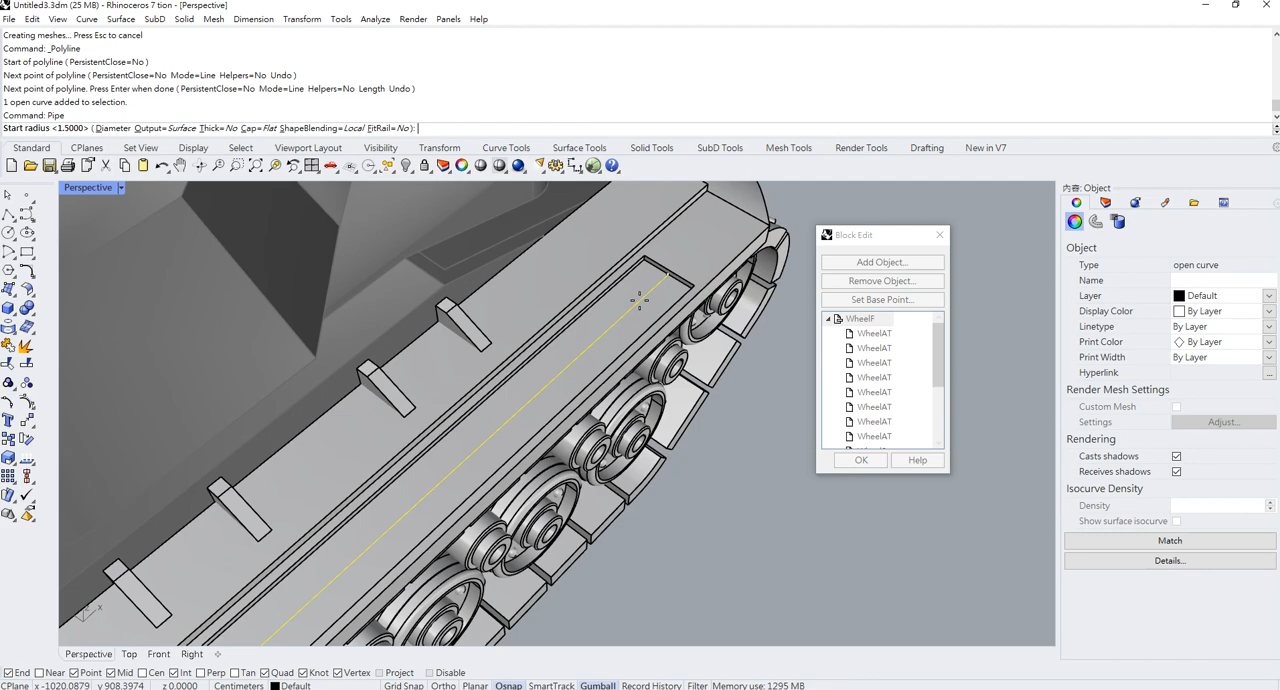 Untitled3.3dm (25 MB) - Rhinoceros 7 tion - [Perspective]
File Edit View Curve Surface SubD Solid Mesh Dimension Transform Tools Analyze Render Panels Help
Creating meshes... Press Esc to cancel
Command: _Polyline
Start of polyline ( PersistentClose=No )
Next point of polyline ( PersistentClose=No Mode=Line Helpers=No Undo )
Next point of polyline. Press Enter when done ( PersistentClose=No Mode=Line Helpers=No Length Undo )
1 open curve added to selection.
Command: Pipe
Start radius <1.5000> ( Diameter Output=Surface Thick=No Cap=Flat ShapeBlending=Local FitRail=No ):
Standard CPlanes Set View Display Select Viewport Layout Visibility Transform Curve Tools Surface Tools Solid Tools SubD Tools Mesh Tools Render Tools Drafting New in V7
Perspective
Block Edit
Add Object...
Remove Object...
Set Base Point...
WheelF
WheelAT
WheelAT
WheelAT
WheelAT
WheelAT
WheelAT
WheelAT
WheelAT
OK Help
内容: Object
Object
Type open curve
Name
Layer Default
Display Color By Layer
Linetype By Layer
Print Color By Layer
Print Width By Layer
Hyperlink ...
Render Mesh Settings
Custom Mesh
Settings Adjust...
Rendering
Casts shadows
Receives shadows
Isocurve Density
Density
Show surface isocurve
Match
Details...
z x
Perspective Top Front Right
End Near Point Mid Cen Int Perp Tan Quad Knot Vertex Project Disable
CPlane x -1020.0879 y 908.3974 z 0.0000 Centimeters Default Grid Snap Ortho Planar Osnap SmartTrack Gumball Record History Filter Memory use: 1295 MB